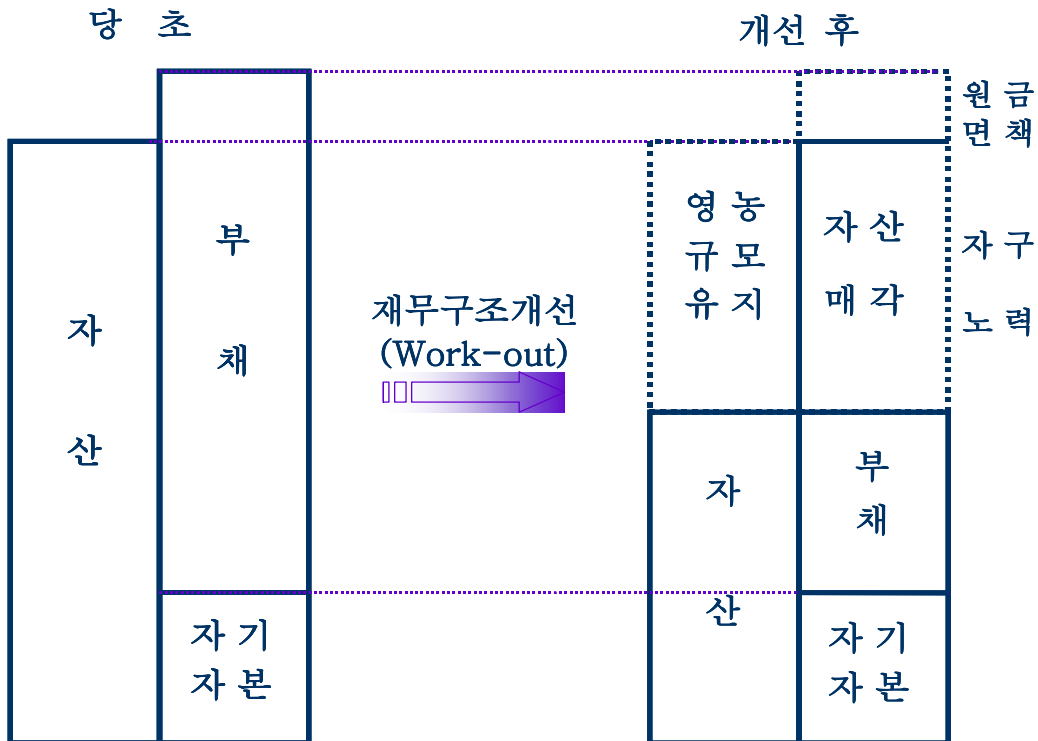 당 초
개선 후
원 금
면 책
부
채
자
산
자 기
자 본
재무구조개선
(Work-out)
영 농
규 모
유 지
자 산
매 각
자 구
노 력
자
산
부
채
자 기
자 본